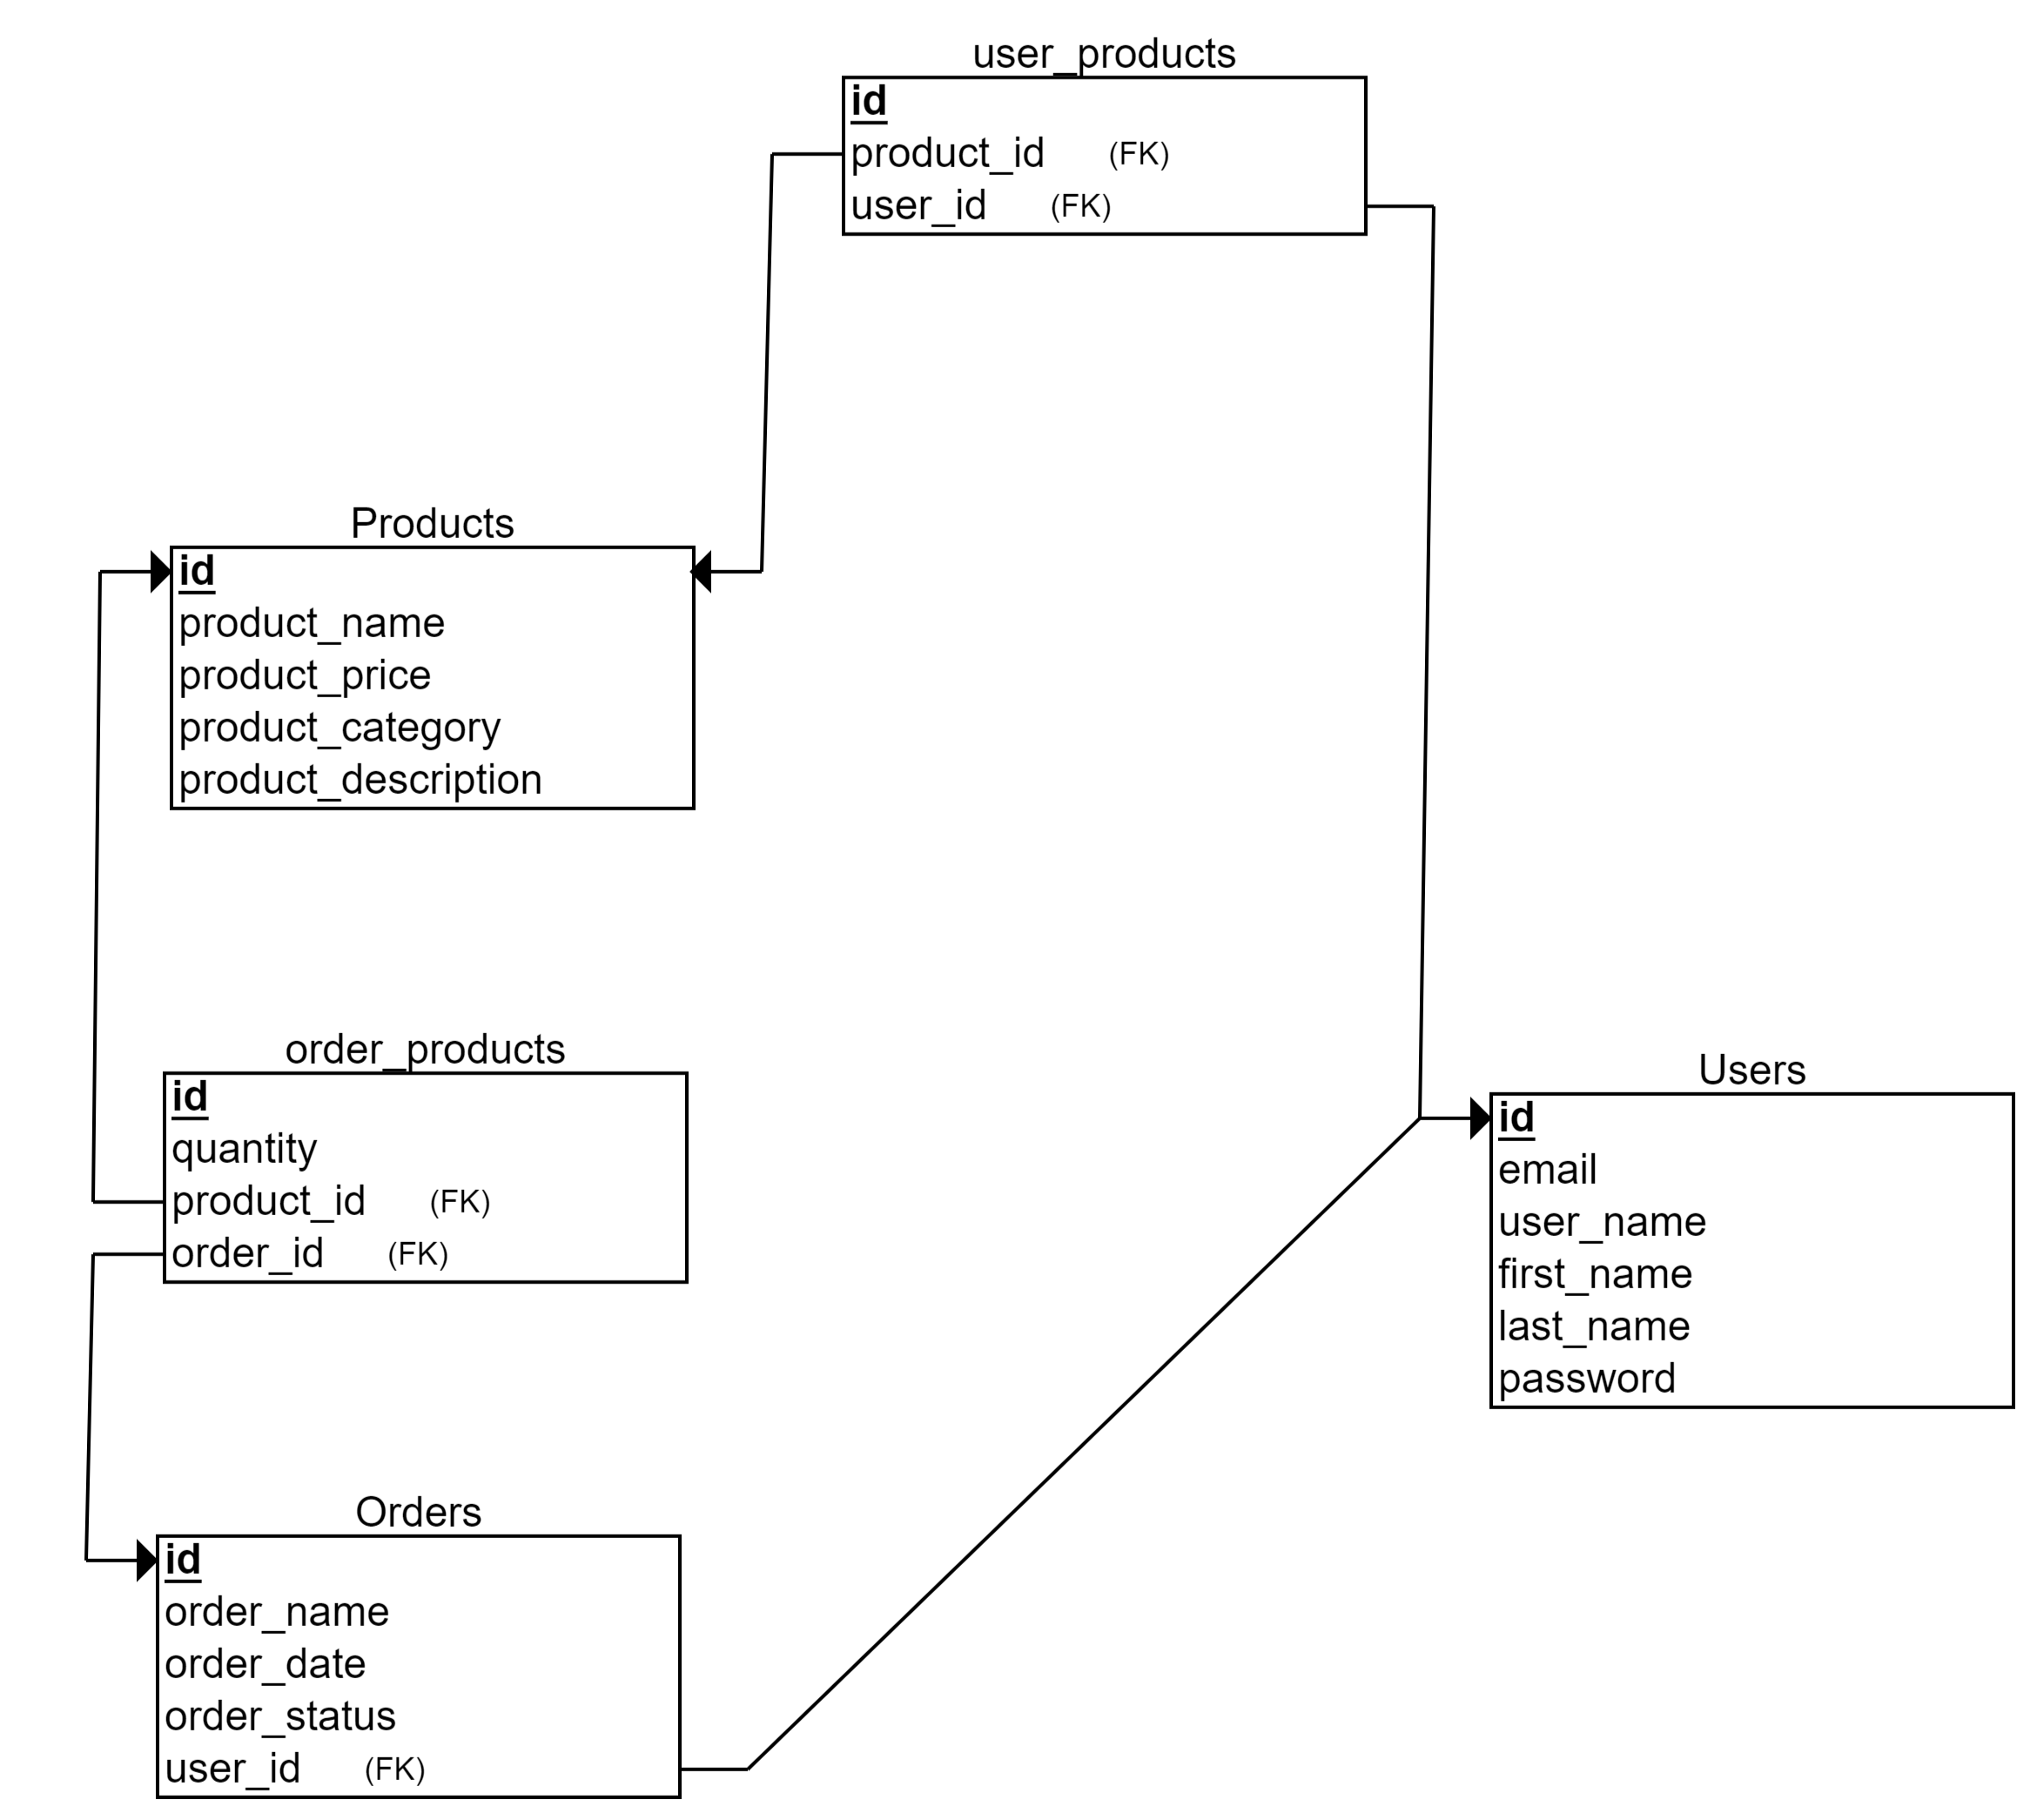 user_products
id
product_id (FK)
user_id (FK)
Products
id
product_name
product_price
product_category
product_description
order_products
id
quantity
product_id (FK)
order_id (FK)
Users
id
email
user_name
first_name
last_name
password
Orders
id
order_name
order_date
order_status
user_id (FK)